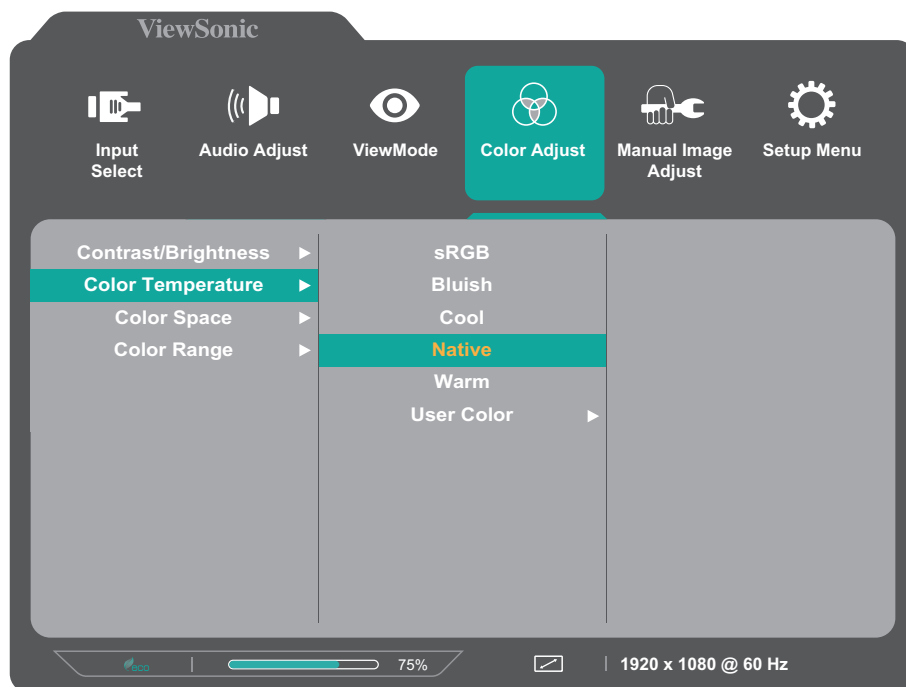 ViewSonic
Input
Select
Audio Adjust
ViewMode
Color Adjust
Manual Image
Adjust
Setup Menu
Contrast/Brightness
Color Temperature
Color Space
Color Range
sRGB
Bluish
Cool
Native
Warm
User Color
eco
75%
1920 x 1080 @ 60 Hz